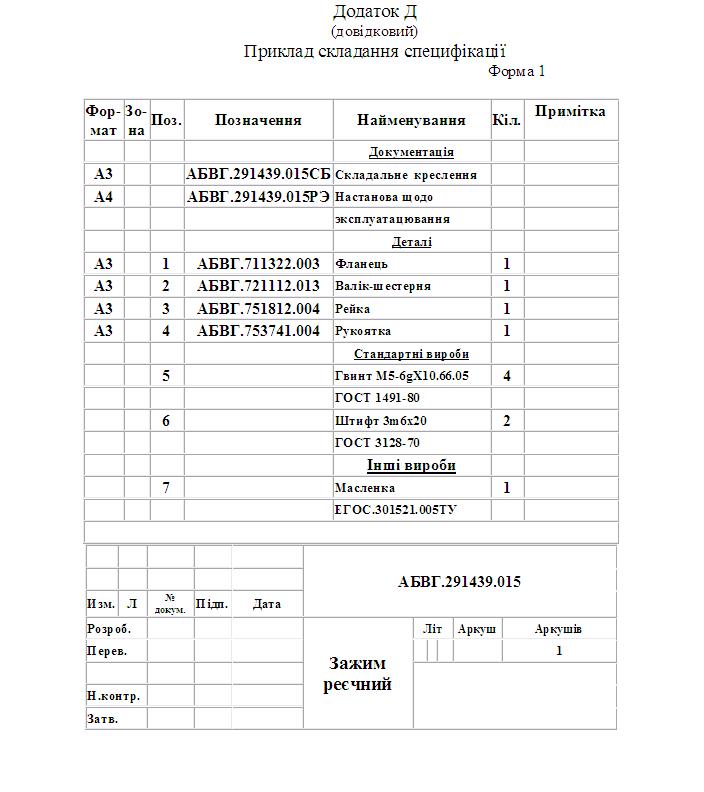 Додаток Д
(довідковий)
Приклад складання специфікації
Форма 1
Фор- Зо- Поз. Позначення Найменування Кіл. Примітка
мат на
Документація
А3 АБВГ.291439.015СБ Складальне креслення
А4 АБВГ.291439.015РЭ Настанова щодо
эксплуатацювання
Деталі
А3 1 АБВГ.711322.003 Фланець 1
А3 2 АБВГ.721112.013 Валік-шестерня 1
А3 3 АБВГ.751812.004 Рейка 1
А3 4 АБВГ.753741.004 Рукоятка 1
Стандартні вироби
5 Гвинт М5-6gX10.66.05 4
ГОСТ 1491-80
6 Штифт 3m6x20 2
ГОСТ 3128-70
Інші вироби
7 Масленка 1
ЕГОС.301521.005ТУ
АБВГ.291439.015
Изм. Л № докум. Підп. Дата
Розроб. Літ Аркуш Аркушів
Перев. 1
Зажим
реєчний
Н.контр.
Затв.